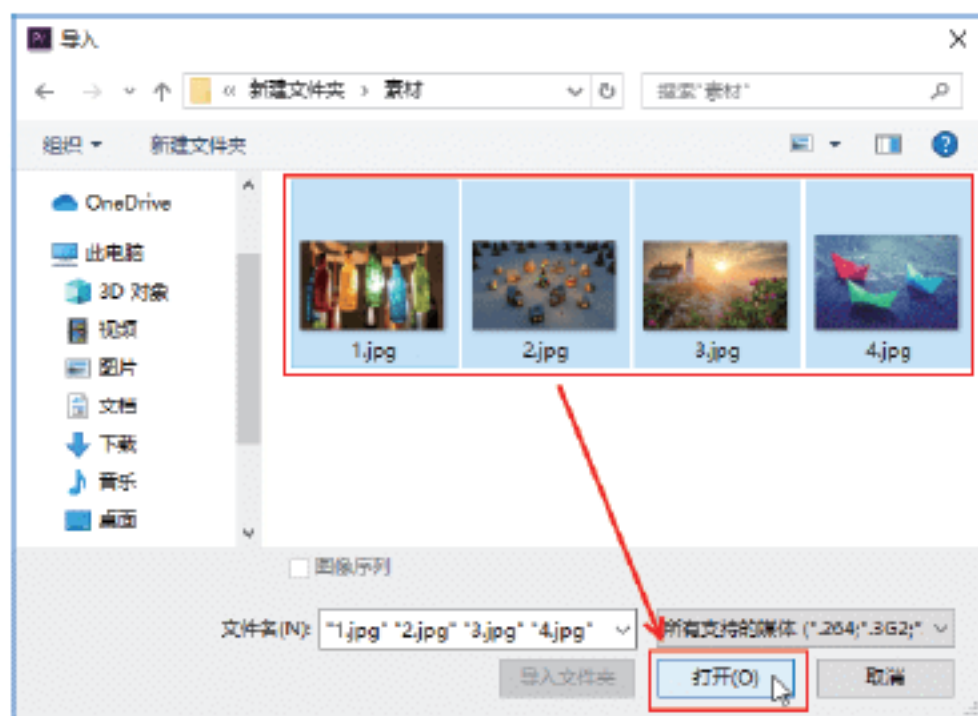 Pr 导入
« 新建文件夹 › 素材
搜索"素材"
组织
新建文件夹
OneDrive
此电脑
3D 对象
视频
图片
文档
下载
音乐
桌面
1.jpg 2.jpg 3.jpg 4.jpg
图像序列
文件名(N): "1.jpg" "2.jpg" "3.jpg" "4.jpg"
所有支持的媒体 (*.264;*.3G2;*.
导入文件夹
打开(O)
取消